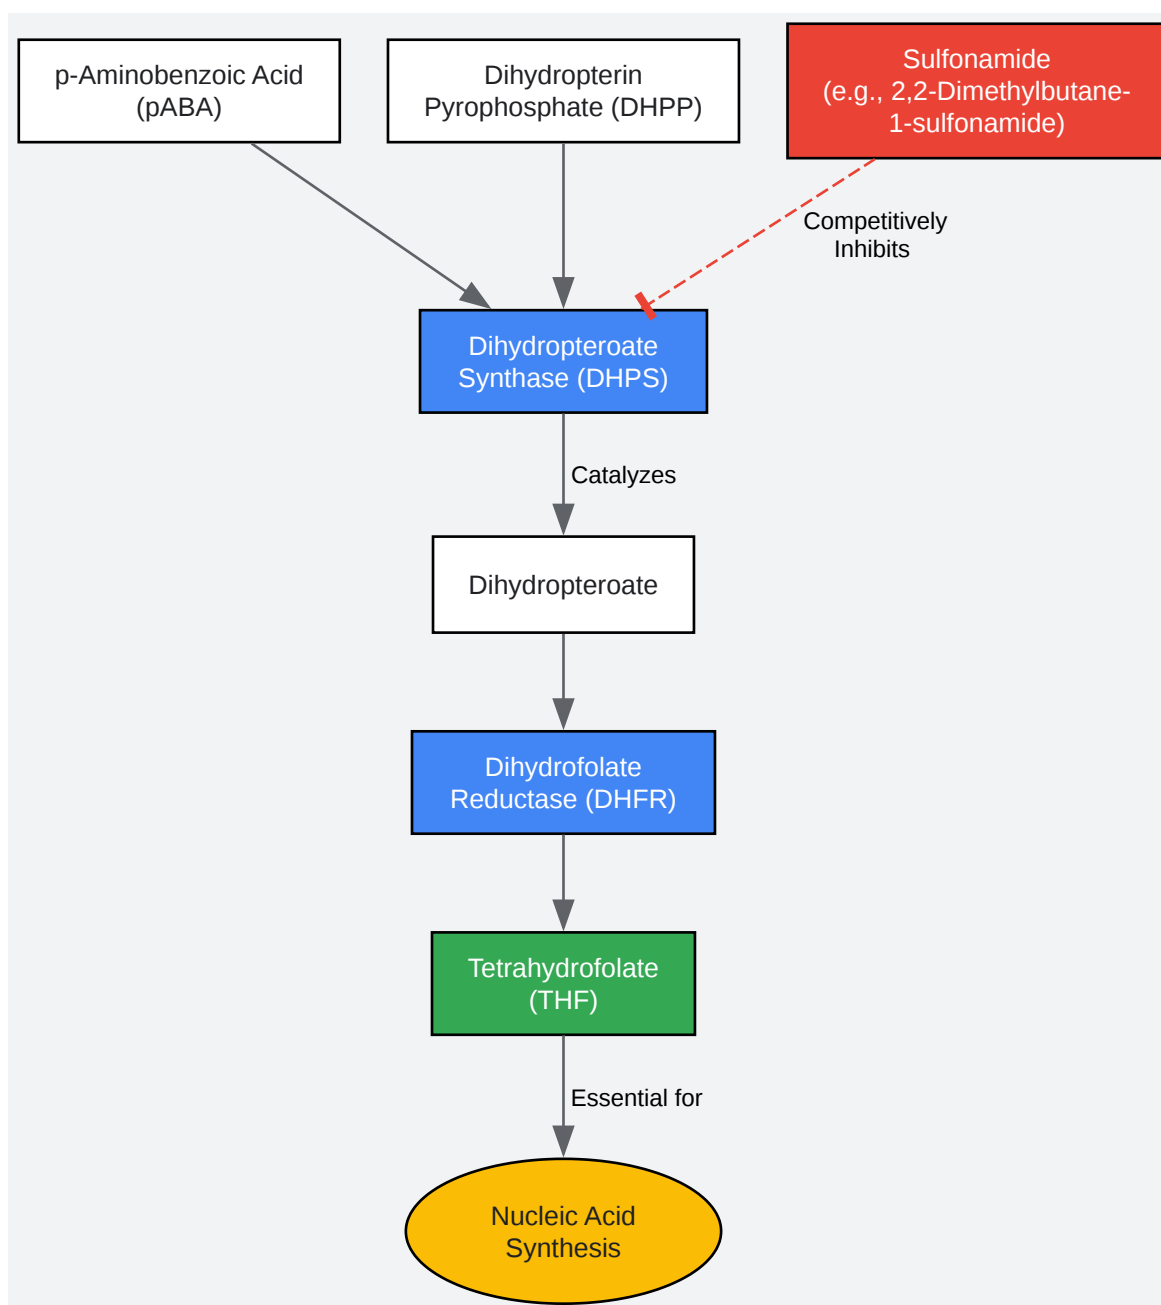 p-Aminobenzoic Acid
(pABA)
Dihydropterin
Pyrophosphate (DHPP)
Sulfonamide
(e.g., 2,2-Dimethylbutane-
1-sulfonamide)
Competitively
Inhibits
Dihydropteroate
Synthase (DHPS)
Catalyzes
Dihydropteroate
Dihydrofolate
Reductase (DHFR)
Tetrahydrofolate
(THF)
Essential for
Nucleic Acid
Synthesis